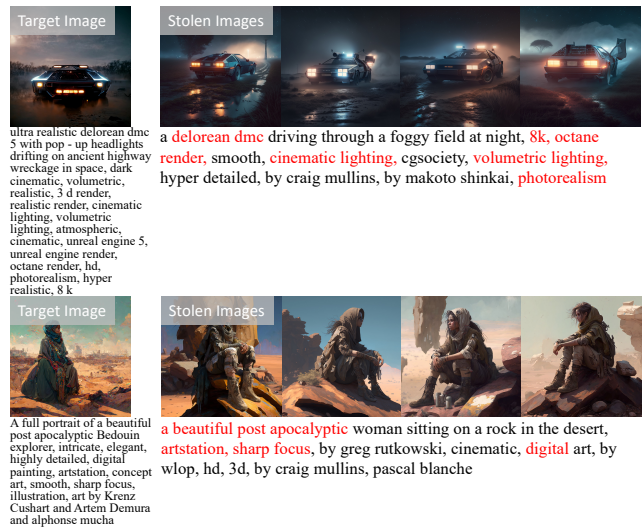 Target Image
Stolen Images
ultra realistic delorean dmc
5 with pop - up headlights
drifting on ancient highway
wreckage in space, dark
cinematic, volumetric,
realistic, 3 d render,
realistic render, cinematic
lighting, volumetric
lighting, atmospheric,
cinematic, unreal engine 5,
unreal engine render,
octane render, hd,
photorealism, hyper
realistic, 8 k
a delorean dmc driving through a foggy field at night, 8k, octane
render, smooth, cinematic lighting, cgsociety, volumetric lighting,
hyper detailed, by craig mullins, by makoto shinkai, photorealism
Target Image
Stolen Images
A full portrait of a beautiful
post apocalyptic Bedouin
explorer, intricate, elegant,
highly detailed, digital
painting, artstation, concept
art, smooth, sharp focus,
illustration, art by Krenz
Cushart and Artem Demura
and alphonse mucha
a beautiful post apocalyptic woman sitting on a rock in the desert,
artstation, sharp focus, by greg rutkowski, cinematic, digital art, by
wlop, hd, 3d, by craig mullins, pascal blanche